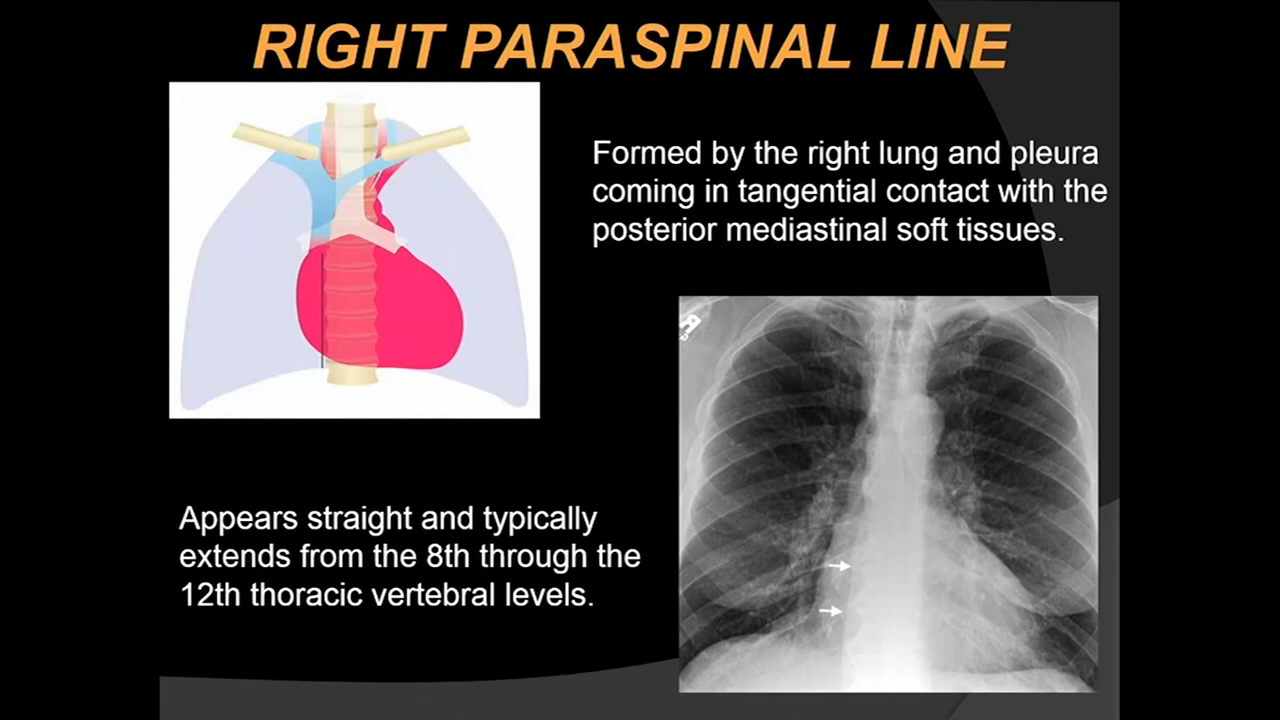 RIGHT PARASPINAL LINE
Formed by the right lung and pleura
coming in tangential contact with the
posterior mediastinal soft tissues.
R
Appears straight and typically
extends from the 8th through the
12th thoracic vertebral levels.